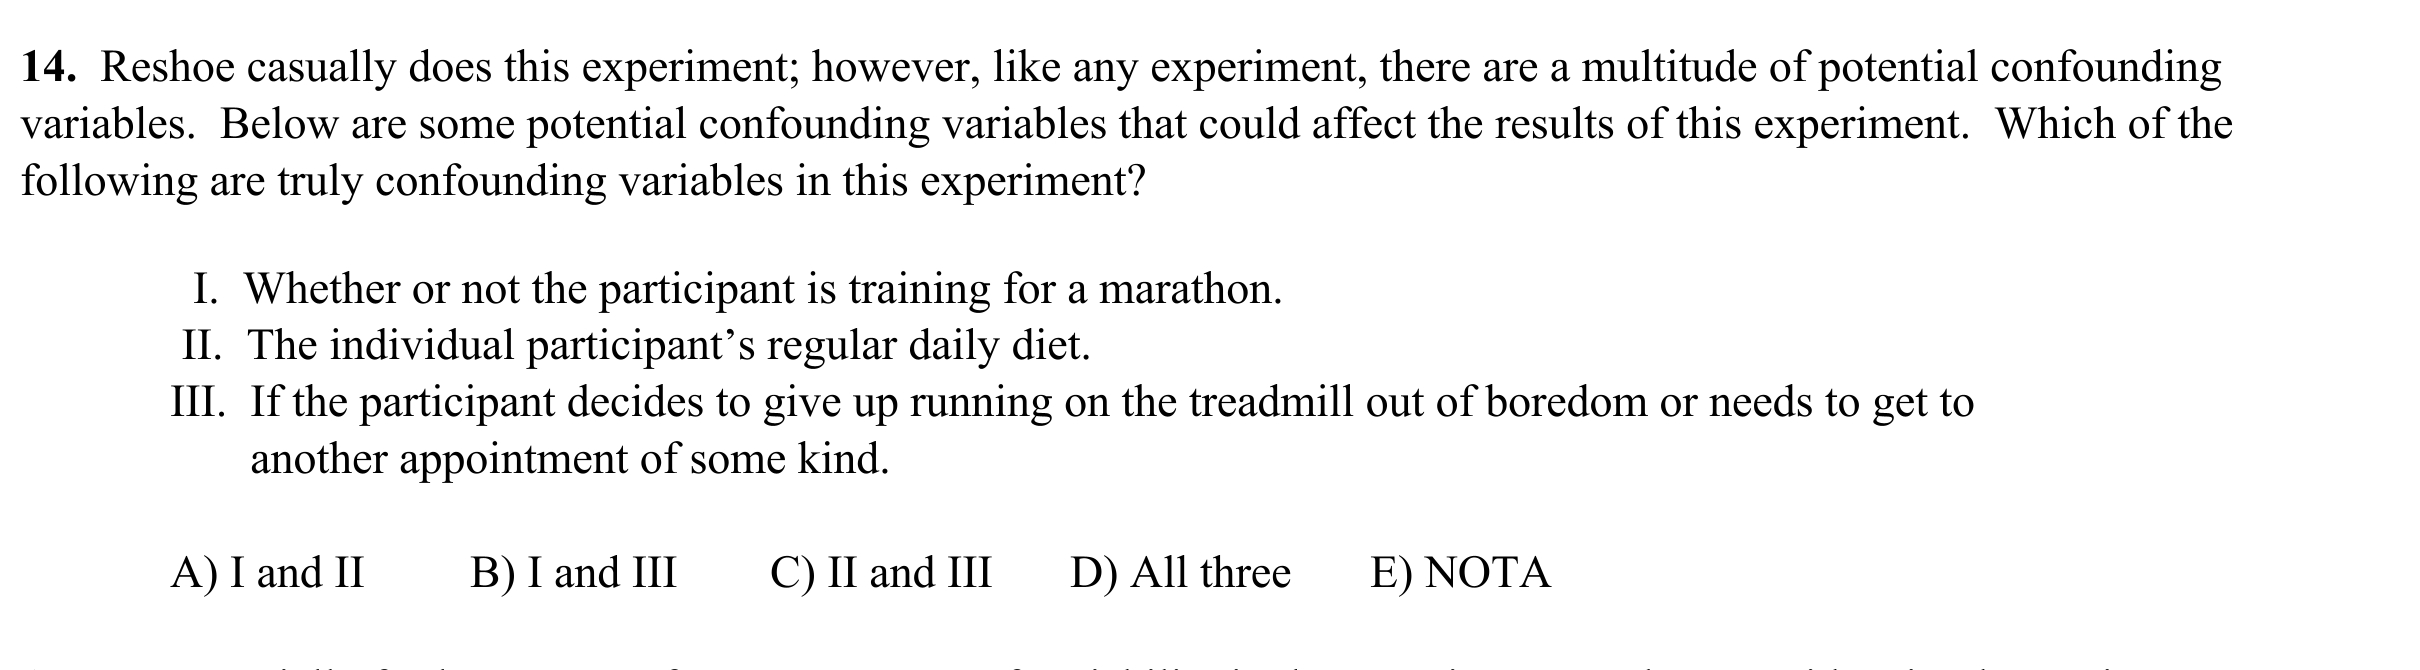 14.  Reshoe casually does this experiment; however, like any experiment, there are a multitude of potential confounding
variables.  Below are some potential confounding variables that could affect the results of this experiment.  Which of the
following are truly confounding variables in this experiment?
I.  Whether or not the participant is training for a marathon.
II.  The individual participant’s regular daily diet.
III.  If the participant decides to give up running on the treadmill out of boredom or needs to get to
another appointment of some kind.
A) I and II  B) I and III  C) II and III  D) All three  E) NOTA